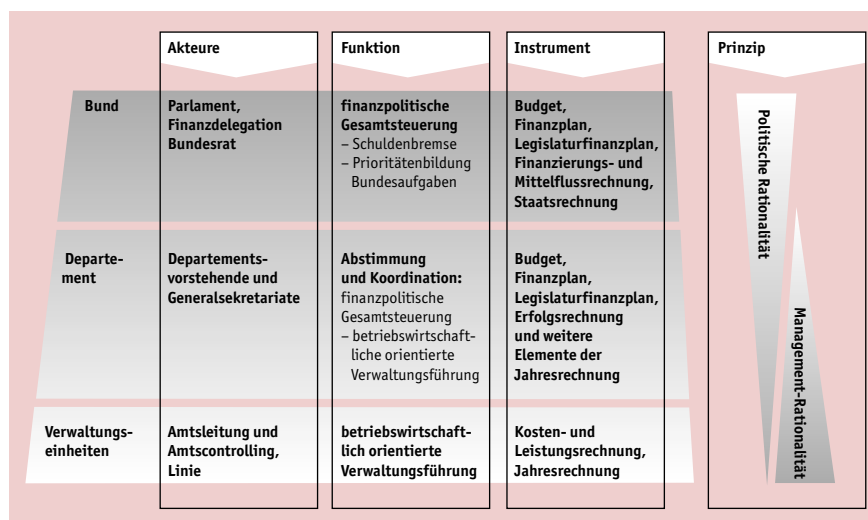 Akteure
Funktion
Instrument
Prinzip
Bund
Parlament,
Finanzdelegation
Bundesrat
finanzpolitische
Gesamtsteuerung
– Schuldenbremse
– Prioritätenbildung
Bundesaufgaben
Budget,
Finanzplan,
Legislaturfinanzplan,
Finanzierungs- und
Mittelflussrechnung,
Staatsrechnung
Departe-
ment
Departements-
vorstehende und
Generalsekretariate
Abstimmung
und Koordination:
finanzpolitische
Gesamtsteuerung
– betriebswirtschaft-
liche orientierte
Verwaltungsführung
Budget,
Finanzplan,
Legislaturfinanzplan,
Erfolgsrechnung
und weitere
Elemente der
Jahresrechnung
Verwaltungs-
einheiten
Amtsleitung und
Amtscontrolling,
Linie
betriebswirtschaft-
lich orientierte
Verwaltungsführung
Kosten- und
Leistungsrechnung,
Jahresrechnung
Politische Rationalität
Management-Rationalität